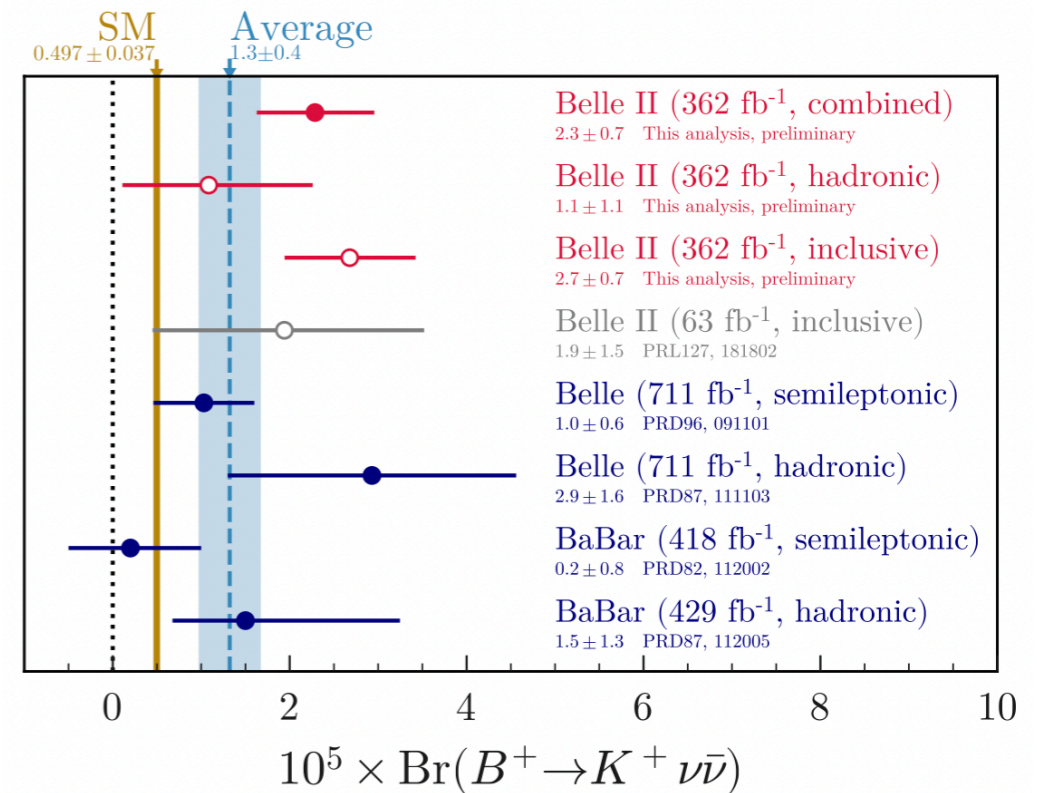 SM
0.497 ± 0.037
Average
1.3±0.4
Belle II (362 fb⁻¹, combined)
2.3 ± 0.7 This analysis, preliminary
Belle II (362 fb⁻¹, hadronic)
1.1 ± 1.1 This analysis, preliminary
Belle II (362 fb⁻¹, inclusive)
2.7 ± 0.7 This analysis, preliminary
Belle II (63 fb⁻¹, inclusive)
1.9 ± 1.5 PRL127, 181802
Belle (711 fb⁻¹, semileptonic)
1.0 ± 0.6 PRD96, 091101
Belle (711 fb⁻¹, hadronic)
2.9 ± 1.6 PRD87, 111103
BaBar (418 fb⁻¹, semileptonic)
0.2 ± 0.8 PRD82, 112002
BaBar (429 fb⁻¹, hadronic)
1.5 ± 1.3 PRD87, 112005
0 2 4 6 8 10
10⁵ × Br(B⁺→K⁺νν̄)